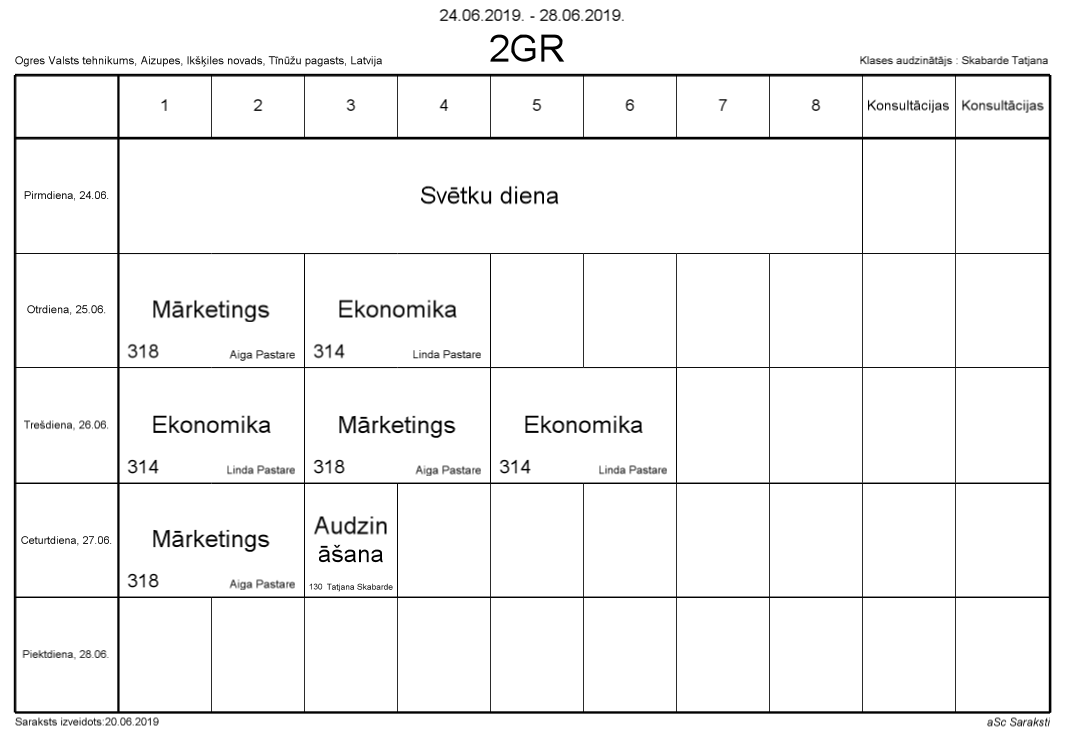 24.06.2019. - 28.06.2019.
2GR
Ogres Valsts tehnikums, Aizupes, Ikšķiles novads, Tīnūžu pagasts, Latvija
Klases audzinātājs : Skabarde Tatjana
1 2 3 4 5 6 7 8 Konsultācijas Konsultācijas
Pirmdiena, 24.06.
Svētku diena
Otrdiena, 25.06.
Mārketings
318 Aiga Pastare
Ekonomika
314 Linda Pastare
Trešdiena, 26.06.
Ekonomika
314 Linda Pastare
Mārketings
318 Aiga Pastare
Ekonomika
314 Linda Pastare
Ceturtdiena, 27.06.
Mārketings
318 Aiga Pastare
Audzin
āšana
130 Tatjana Skabarde
Piektdiena, 28.06.
Saraksts izveidots:20.06.2019
aSc Saraksti